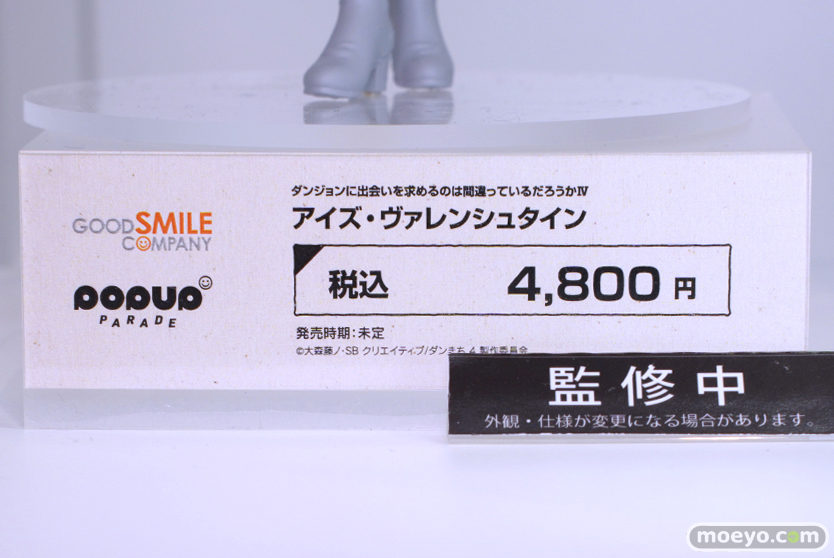 GOOD SMILE
COMPANY
POPUP
PARADE
ダンジョンに出会いを求めるのは間違っているだろうかⅣ
アイズ・ヴァレンシュタイン
税込 4,800 円
発売時期:未定
©大森藤ノ・SB クリエイティブ/ダンまち 4 製作委員会
監修中
外観・仕様が変更になる場合があります。
moeyo.com